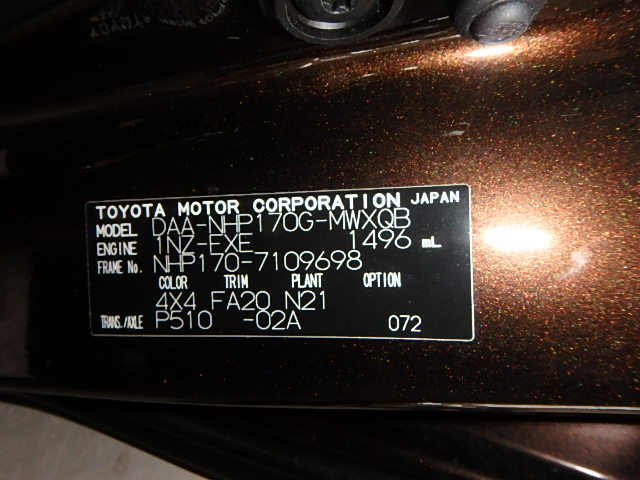 TOYOTA MOTOR CORPORATION JAPAN
MODEL DAA-NHP170G-MWXQB
ENGINE 1NZ-FXE 1496 mL
FRAME No. NHP170-7109698
COLOR TRIM PLANT OPTION
4X4 FA20 N21
TRANS./AXLE P510 -02A 072